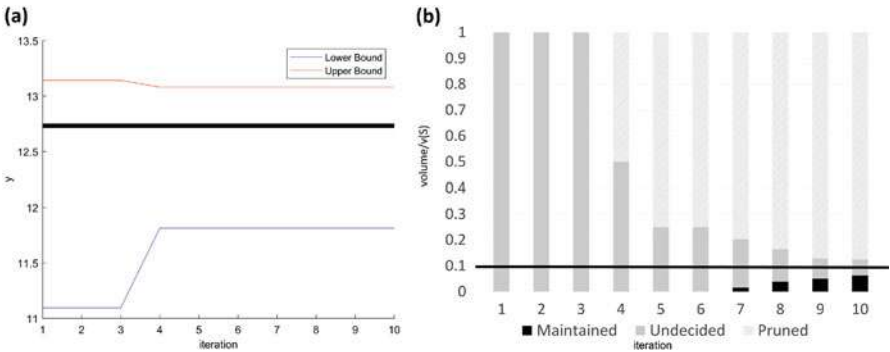 (a)
13.5
13
12.5
12
11.5
11
y
1 2 3 4 5 6 7 8 9 10
iteration
Lower Bound
Upper Bound
(b)
1
0.9
0.8
0.7
0.6
0.5
0.4
0.3
0.2
0.1
0
volume/v(S)
1 2 3 4 5 6 7 8 9 10
Maintained Undecided Pruned
iteration